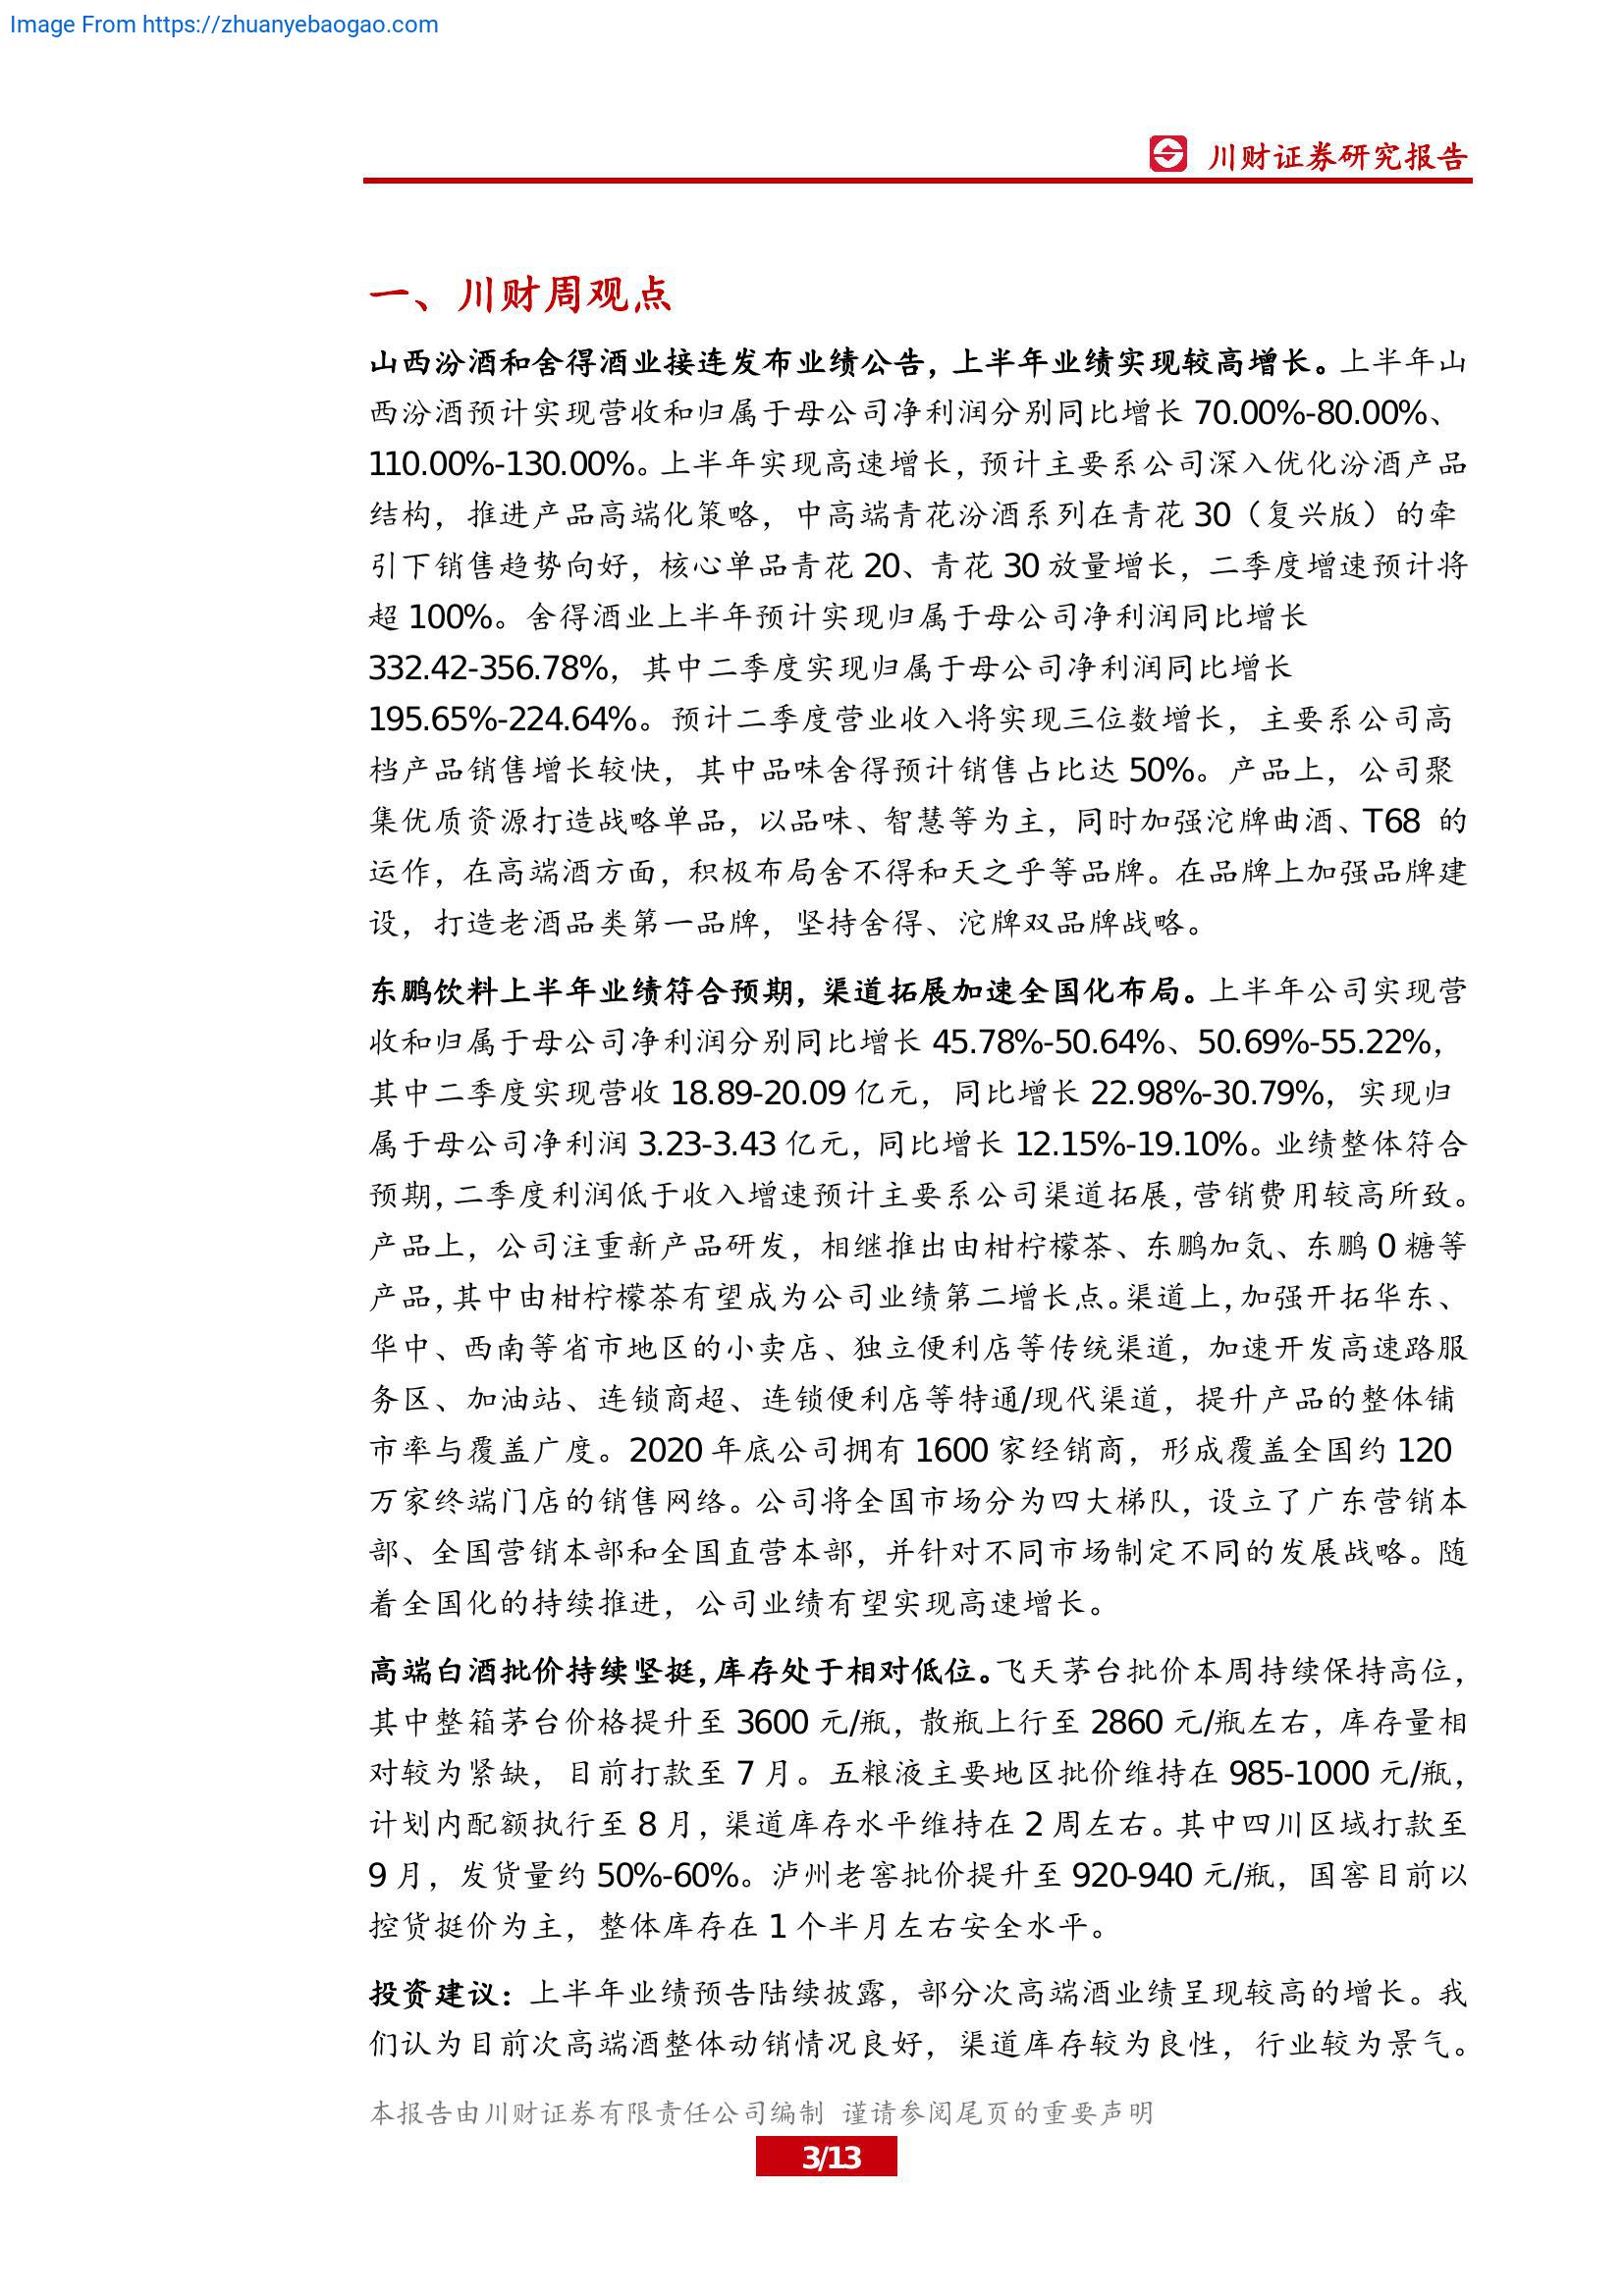 Image From https://zhuanyebaogao.com
川财证券研究报告
一、川财周观点
山西汾酒和舍得酒业接连发布业绩公告，上半年业绩实现较高增长。上半年山
西汾酒预计实现营收和归属于母公司净利润分别同比增长 70.00%-80.00%、
110.00%-130.00%。上半年实现高速增长，预计主要系公司深入优化汾酒产品
结构，推进产品高端化策略，中高端青花汾酒系列在青花 30（复兴版）的牵
引下销售趋势向好，核心单品青花 20、青花 30 放量增长，二季度增速预计将
超 100%。舍得酒业上半年预计实现归属于母公司净利润同比增长
332.42-356.78%，其中二季度实现归属于母公司净利润同比增长
195.65%-224.64%。预计二季度营业收入将实现三位数增长，主要系公司高
档产品销售增长较快，其中品味舍得预计销售占比达 50%。产品上，公司聚
集优质资源打造战略单品，以品味、智慧等为主，同时加强沱牌曲酒、T68 的
运作，在高端酒方面，积极布局舍不得和天之乎等品牌。在品牌上加强品牌建
设，打造老酒品类第一品牌，坚持舍得、沱牌双品牌战略。
东鹏饮料上半年业绩符合预期，渠道拓展加速全国化布局。上半年公司实现营
收和归属于母公司净利润分别同比增长 45.78%-50.64%、50.69%-55.22%，
其中二季度实现营收 18.89-20.09 亿元，同比增长 22.98%-30.79%，实现归
属于母公司净利润 3.23-3.43 亿元，同比增长 12.15%-19.10%。业绩整体符合
预期，二季度利润低于收入增速预计主要系公司渠道拓展，营销费用较高所致。
产品上，公司注重新产品研发，相继推出由柑柠檬茶、东鹏加気、东鹏 0 糖等
产品，其中由柑柠檬茶有望成为公司业绩第二增长点。渠道上，加强开拓华东、
华中、西南等省市地区的小卖店、独立便利店等传统渠道，加速开发高速路服
务区、加油站、连锁商超、连锁便利店等特通/现代渠道，提升产品的整体铺
市率与覆盖广度。2020 年底公司拥有 1600 家经销商，形成覆盖全国约 120
万家终端门店的销售网络。公司将全国市场分为四大梯队，设立了广东营销本
部、全国营销本部和全国直营本部，并针对不同市场制定不同的发展战略。随
着全国化的持续推进，公司业绩有望实现高速增长。
高端白酒批价持续坚挺，库存处于相对低位。飞天茅台批价本周持续保持高位，
其中整箱茅台价格提升至 3600 元/瓶，散瓶上行至 2860 元/瓶左右，库存量相
对较为紧缺，目前打款至 7 月。五粮液主要地区批价维持在 985-1000 元/瓶，
计划内配额执行至 8 月，渠道库存水平维持在 2 周左右。其中四川区域打款至
9 月，发货量约 50%-60%。泸州老窖批价提升至 920-940 元/瓶，国窖目前以
控货挺价为主，整体库存在 1 个半月左右安全水平。
投资建议：上半年业绩预告陆续披露，部分次高端酒业绩呈现较高的增长。我
们认为目前次高端酒整体动销情况良好，渠道库存较为良性，行业较为景气。
本报告由川财证券有限责任公司编制 谨请参阅尾页的重要声明
3/13